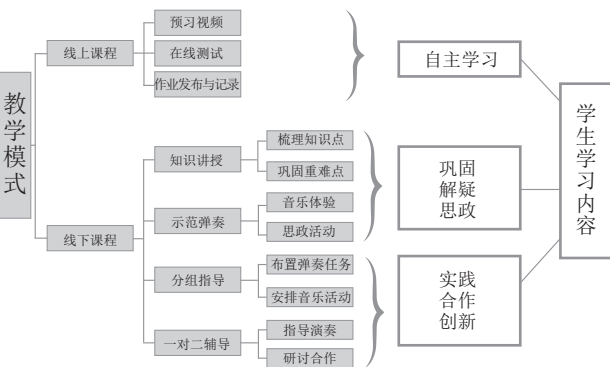 教学模式
线上课程
预习视频
在线测试
作业发布与记录
线下课程
知识讲授
梳理知识点
巩固重难点
示范弹奏
音乐体验
思政活动
分组指导
布置弹奏任务
安排音乐活动
一对二辅导
指导演奏
研讨合作
自主学习
巩固
解疑
思政
实践
合作
创新
学生学习内容